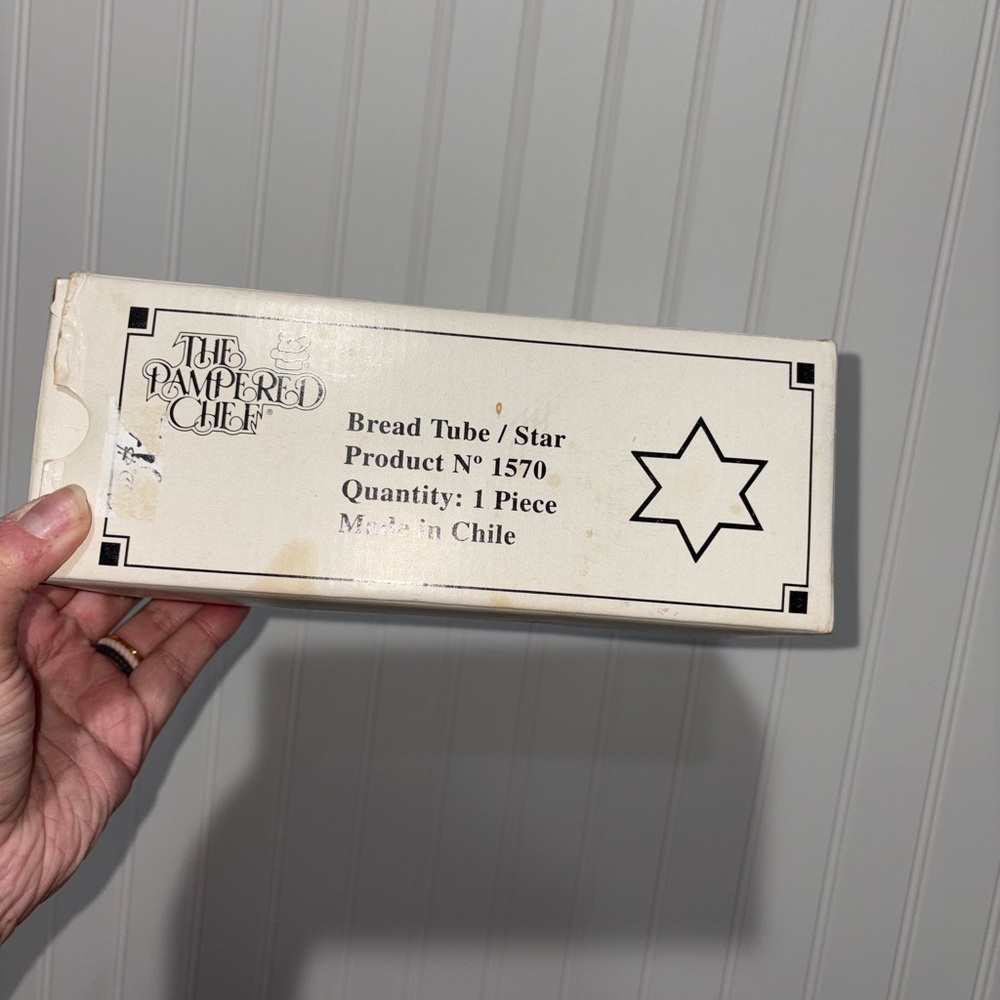 THE
PAMPERED
CHEF®
Bread Tube / Star
Product Nº 1570
Quantity: 1 Piece
Made in Chile